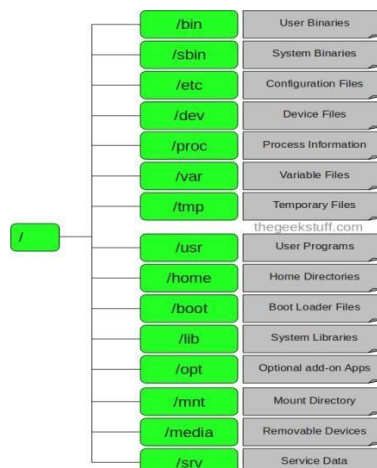 /bin User Binaries
/sbin System Binaries
/etc Configuration Files
/dev Device Files
/proc Process Information
/var Variable Files
/tmp Temporary Files
thegeekstuff.com
/
/usr User Programs
/home Home Directories
/boot Boot Loader Files
/lib System Libraries
/opt Optional add-on Apps
/mnt Mount Directory
/media Removable Devices
/srv Service Data